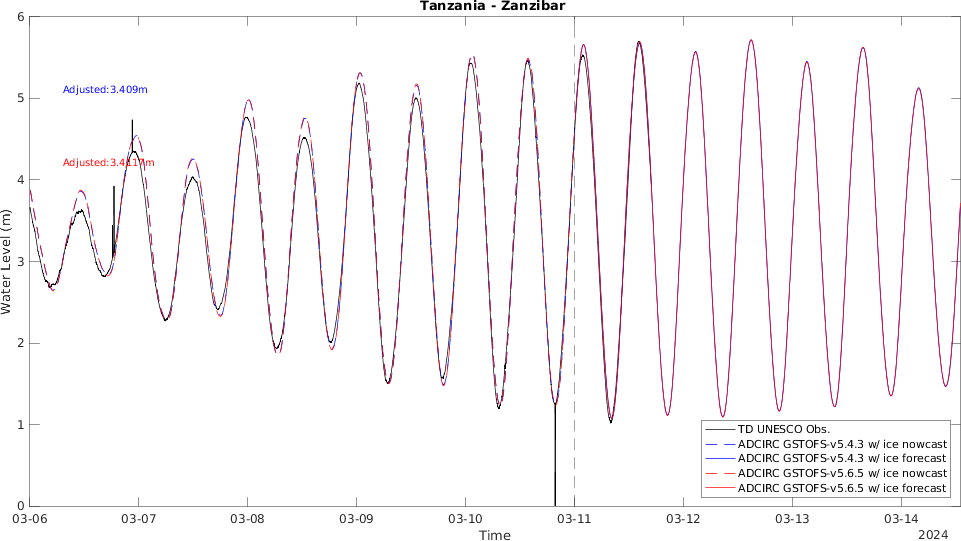 Tanzania - Zanzibar
6
5
4
3
2
1
0
Water Level (m)
Adjusted:3.409m
TD UNESCO Obs.
ADCIRC GSTOFS-v5.4.3 w/ ice nowcast
ADCIRC GSTOFS-v5.4.3 w/ ice forecast
ADCIRC GSTOFS-v5.6.5 w/ ice nowcast
ADCIRC GSTOFS-v5.6.5 w/ ice forecast
03-06 03-07 03-08 03-09 03-10 03-11 03-12 03-13 03-14
Time
2024